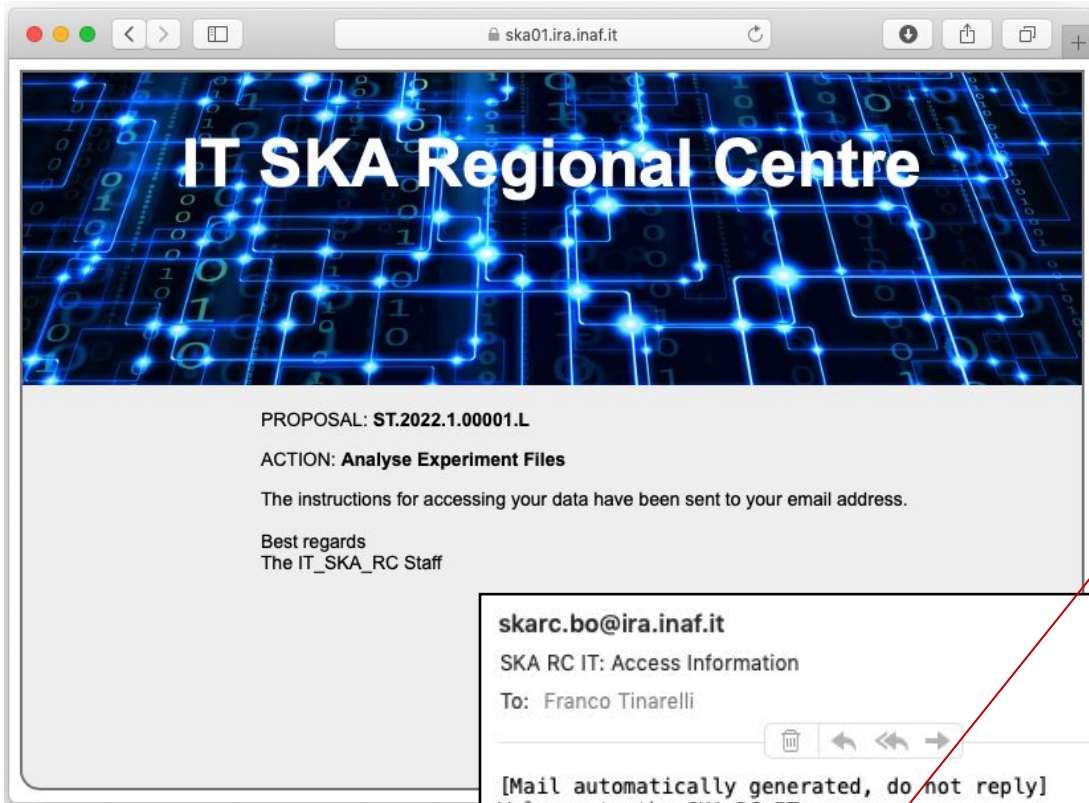 ska01.ira.inaf.it
IT SKA Regional Centre
PROPOSAL: ST.2022.1.00001.L
ACTION: Analyse Experiment Files
The instructions for accessing your data have been sent to your email address.
Best regards
The IT_SKA_RC Staff
skarc.bo@ira.inaf.it
SKA RC IT: Access Information
To: Franco Tinarelli
[Mail automatically generated, do not reply]